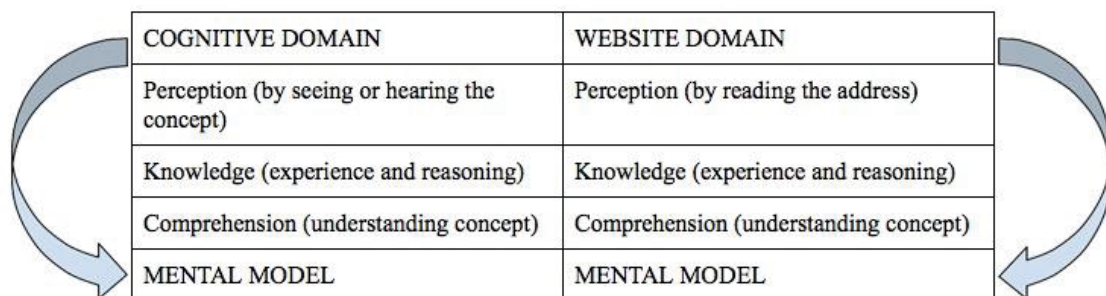 COGNITIVE DOMAIN
WEBSITE DOMAIN
Perception (by seeing or hearing the
concept)
Perception (by reading the address)
Knowledge (experience and reasoning)
Knowledge (experience and reasoning)
Comprehension (understanding concept)
Comprehension (understanding concept)
MENTAL MODEL
MENTAL MODEL